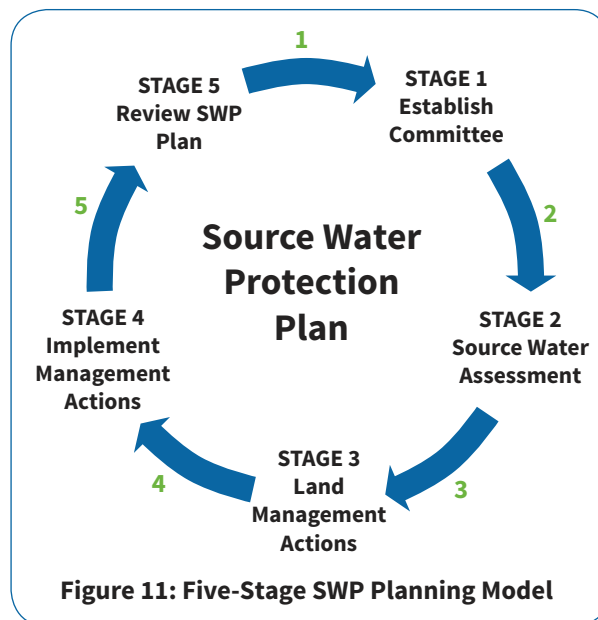 1
STAGE 1
Establish
Committee
2
STAGE 2
Source Water
Assessment
3
STAGE 3
Land
Management
Actions
4
STAGE 4
Implement
Management
Actions
5
STAGE 5
Review SWP
Plan
Source Water
Protection
Plan
Figure 11: Five-Stage SWP Planning Model